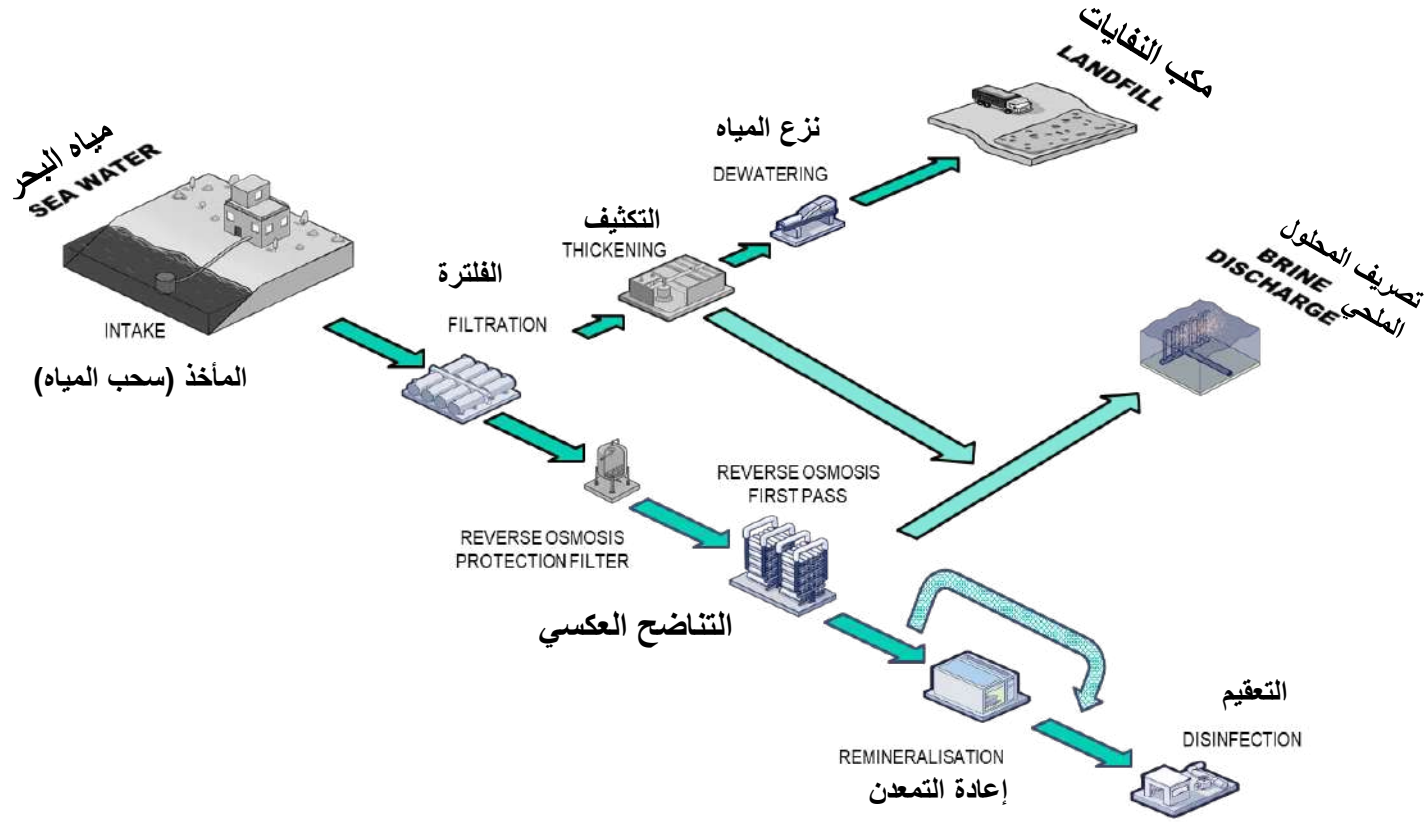 مياه البحر
SEA WATER
INTAKE
المأخذ (سحب المياه)
الفلترة
FILTRATION
التكثيف
THICKENING
نزع المياه
DEWATERING
مكب النفايات
LANDFILL
تصريف المحلول
الملحي
BRINE
DISCHARGE
REVERSE OSMOSIS
PROTECTION FILTER
REVERSE OSMOSIS
FIRST PASS
التناضح العكسي
REMINERALISATION
إعادة التمعدن
التعقيم
DISINFECTION